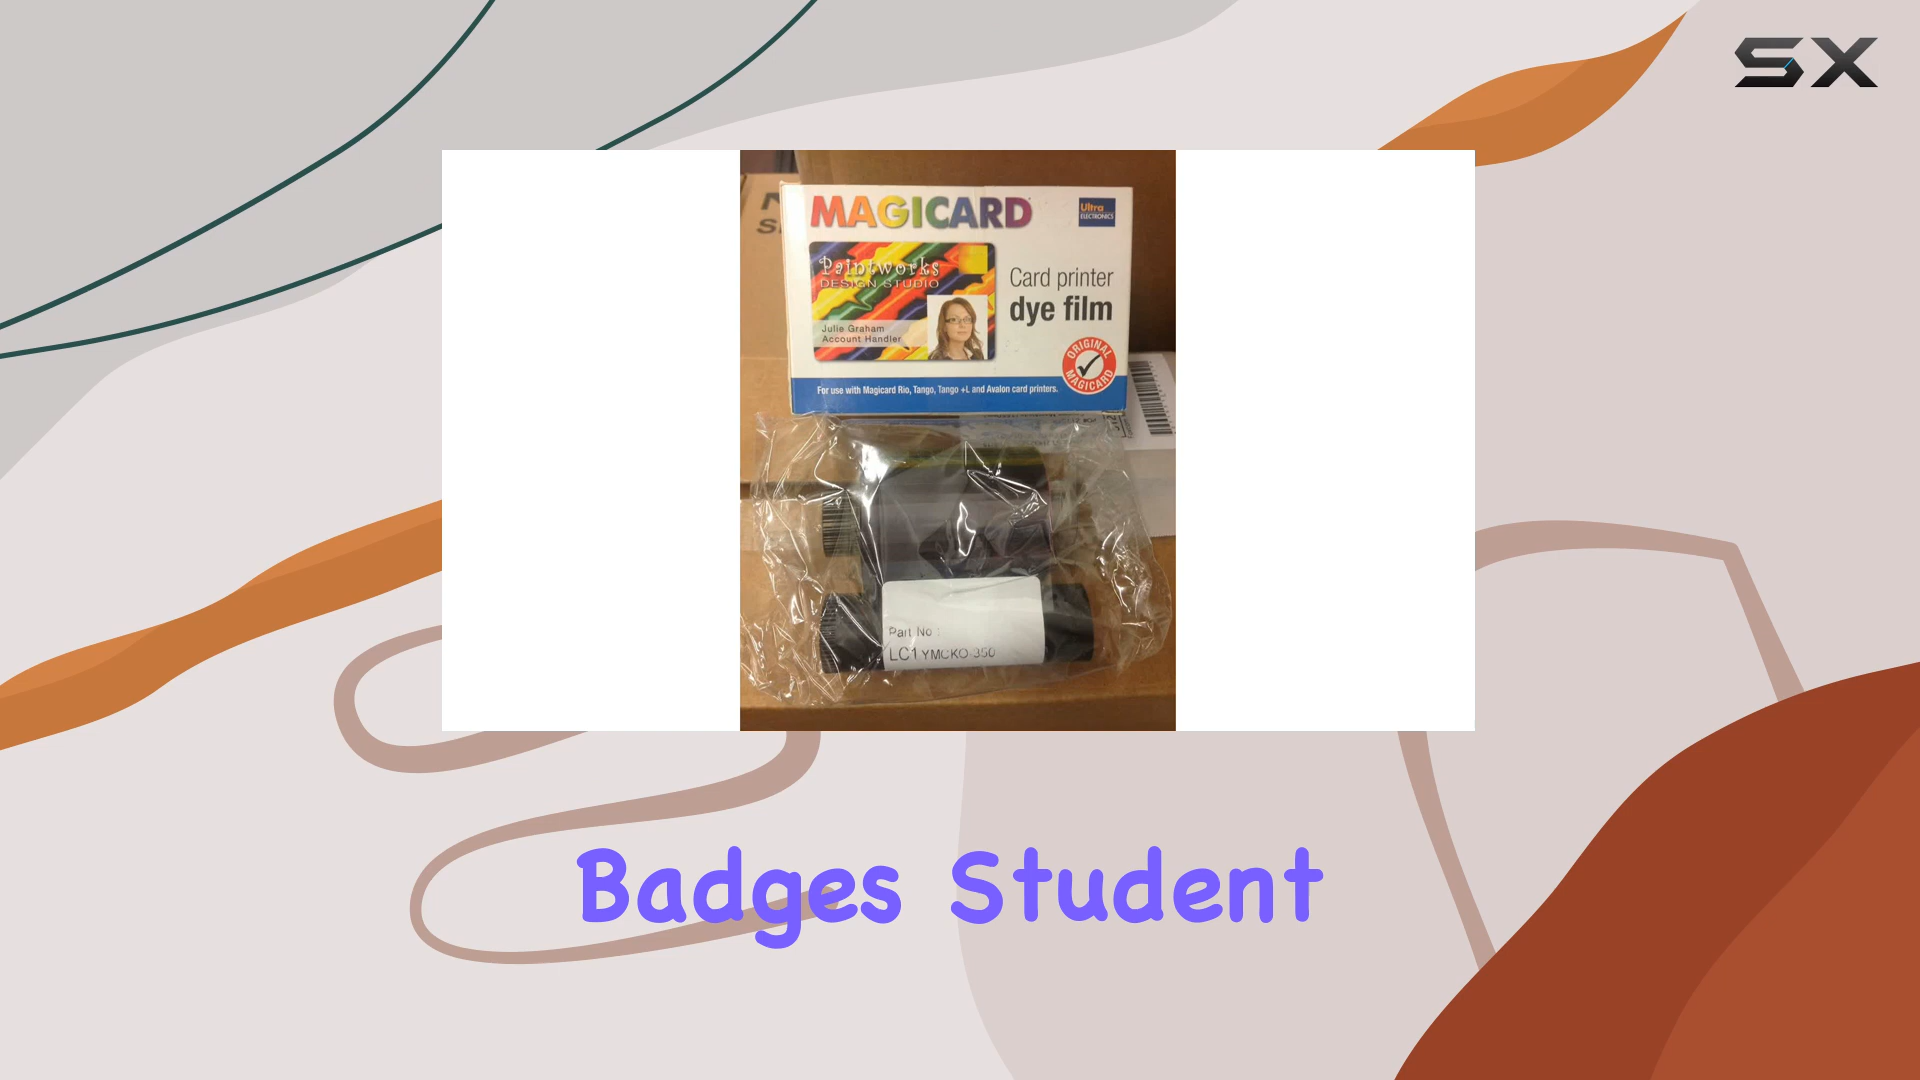 SX
MAGICARD
Ultra
ELECTRONICS
Paintworks
DESIGN STUDIO
Card printer
dye film
Julie Graham
Account Handler
ORIGINAL
MAGICARD
For use with Magicard Rio, Tango, Tango +L and Avalon card printers.
Part No :
LC1 YMCKO-350
Badges Student